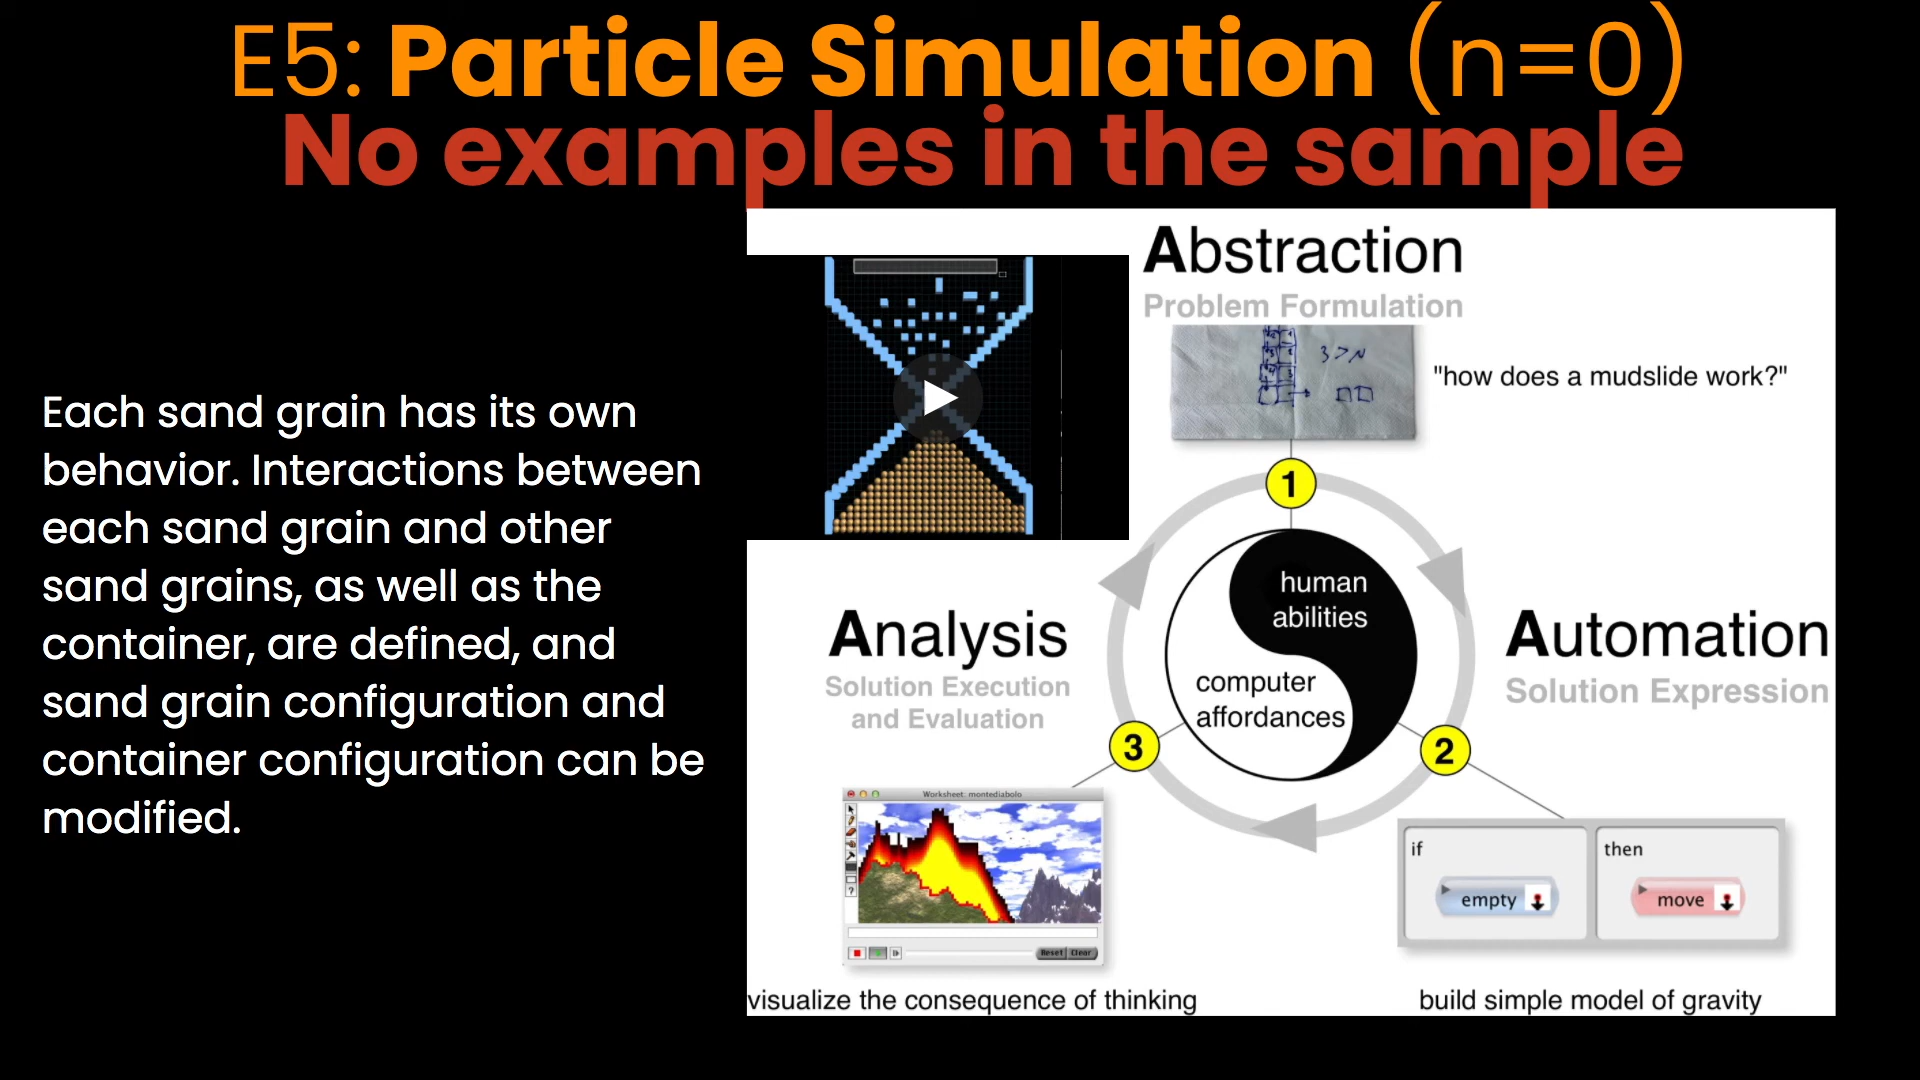 E5: Particle Simulation (n=0)
No examples in the sample
Each sand grain has its own
behavior. Interactions between
each sand grain and other
sand grains, as well as the
container, are defined, and
sand grain configuration and
container configuration can be
modified.
Abstraction
Problem Formulation
3 > N
"how does a mudslide work?"
1
human
abilities
computer
affordances
Analysis
Solution Execution
and Evaluation
Automation
Solution Expression
3
2
Worksheet: montediabolo
?
Reset Clear
if
then
empty
move
visualize the consequence of thinking
build simple model of gravity